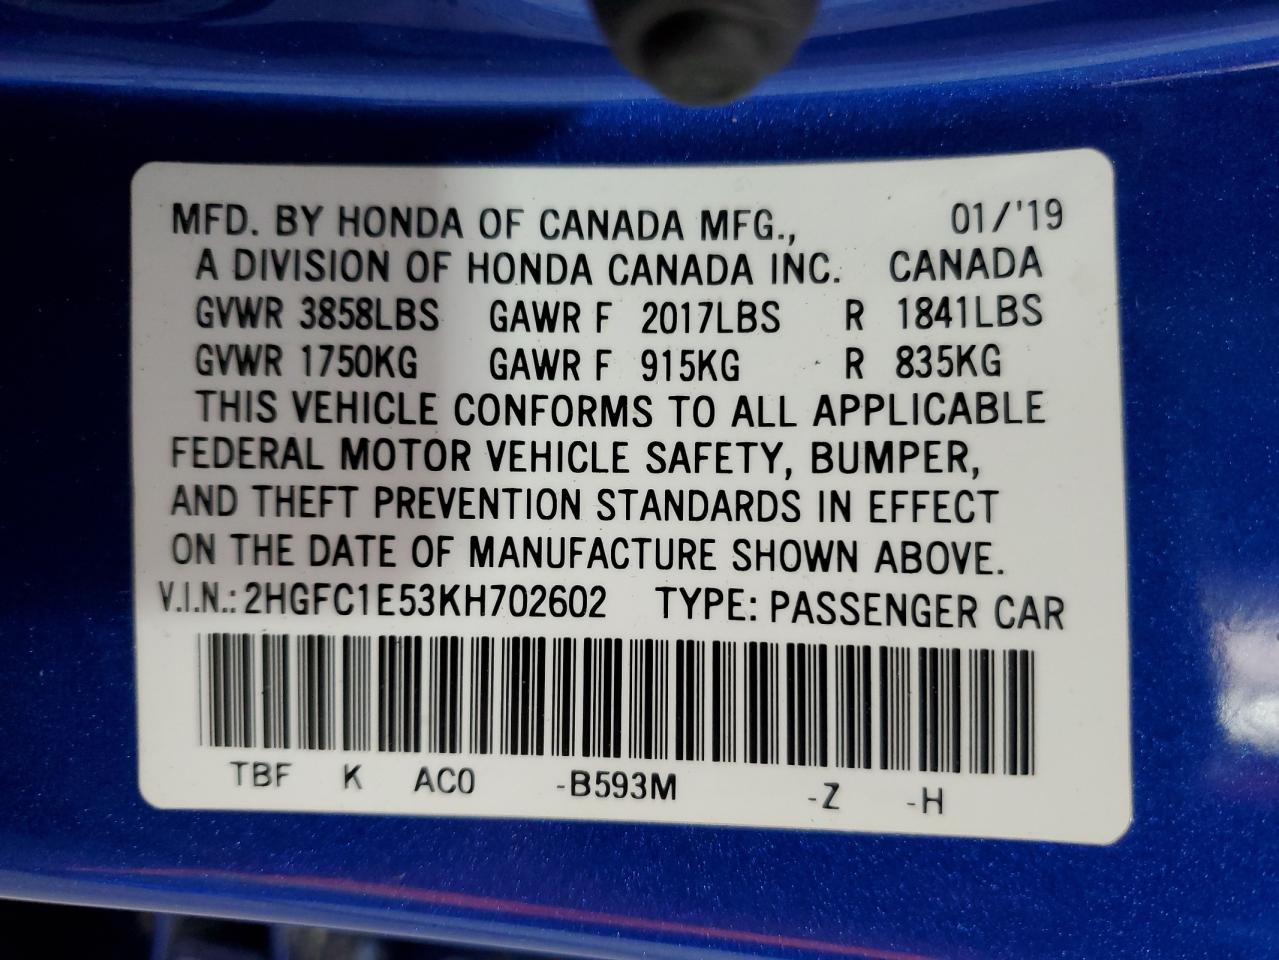 MFD. BY HONDA OF CANADA MFG., 01/'19
A DIVISION OF HONDA CANADA INC. CANADA
GVWR 3858LBS GAWR F 2017LBS R 1841LBS
GVWR 1750KG GAWR F 915KG R 835KG
THIS VEHICLE CONFORMS TO ALL APPLICABLE
FEDERAL MOTOR VEHICLE SAFETY, BUMPER,
AND THEFT PREVENTION STANDARDS IN EFFECT
ON THE DATE OF MANUFACTURE SHOWN ABOVE.
V.I.N.: 2HGFC1E53KH702602 TYPE: PASSENGER CAR
TBF K AC0 -B593M -Z -H